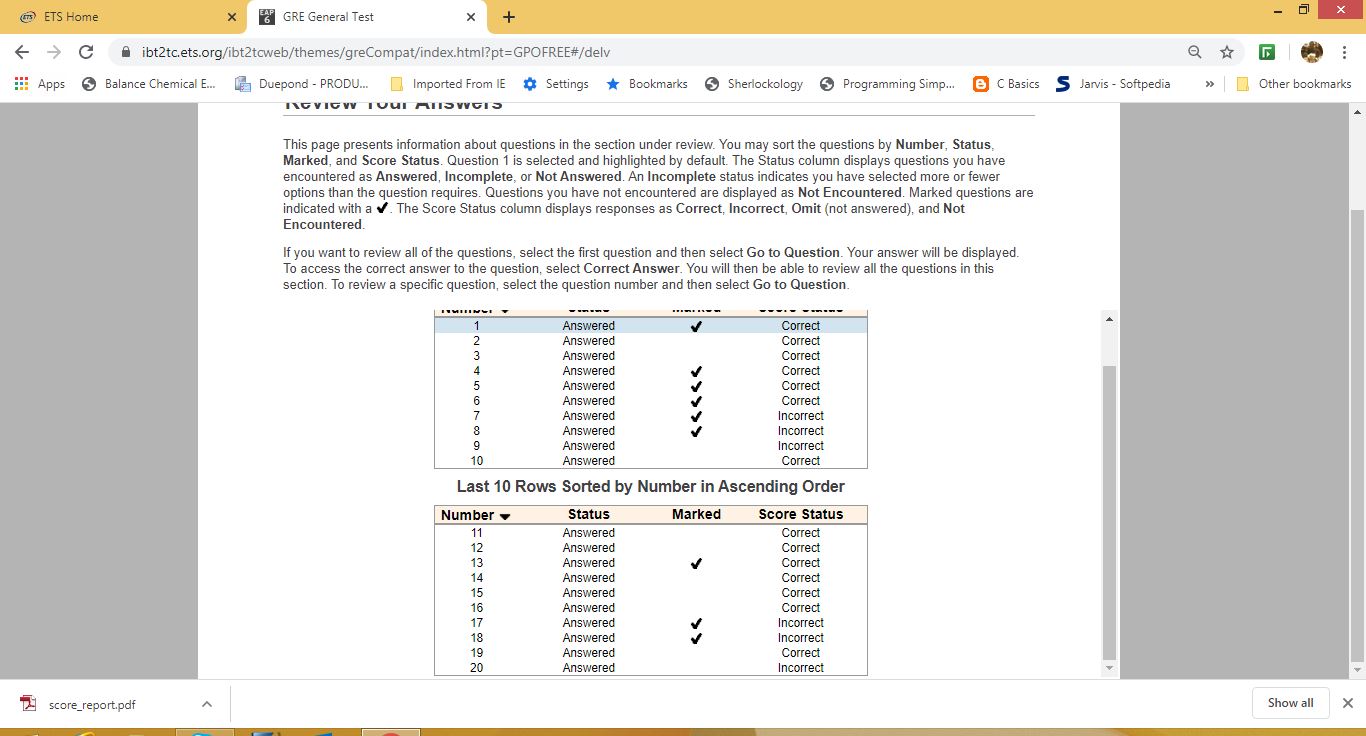 ETS Home
EAP 6 GRE General Test
ibt2tc.ets.org/ibt2tcweb/themes/greCompat/index.html?pt=GPOFREE#/delv
Apps Balance Chemical E... Duepond - PRODU... Imported From IE Settings Bookmarks Sherlockology Programming Simp... C Basics Jarvis - Softpedia » Other bookmarks
Review Your Answers
This page presents information about questions in the section under review. You may sort the questions by Number, Status,
Marked, and Score Status. Question 1 is selected and highlighted by default. The Status column displays questions you have
encountered as Answered, Incomplete, or Not Answered. An Incomplete status indicates you have selected more or fewer
options than the question requires. Questions you have not encountered are displayed as Not Encountered. Marked questions are
indicated with a ✔. The Score Status column displays responses as Correct, Incorrect, Omit (not answered), and Not
Encountered.
If you want to review all of the questions, select the first question and then select Go to Question. Your answer will be displayed.
To access the correct answer to the question, select Correct Answer. You will then be able to review all the questions in this
section. To review a specific question, select the question number and then select Go to Question.
Number Status Marked Score Status
1 Answered ✔ Correct
2 Answered Correct
3 Answered Correct
4 Answered ✔ Correct
5 Answered ✔ Correct
6 Answered ✔ Correct
7 Answered ✔ Incorrect
8 Answered ✔ Incorrect
9 Answered Incorrect
10 Answered Correct
Last 10 Rows Sorted by Number in Ascending Order
Number Status Marked Score Status
11 Answered Correct
12 Answered Correct
13 Answered ✔ Correct
14 Answered Correct
15 Answered Correct
16 Answered Correct
17 Answered ✔ Incorrect
18 Answered ✔ Incorrect
19 Answered Correct
20 Answered Incorrect
score_report.pdf
Show all